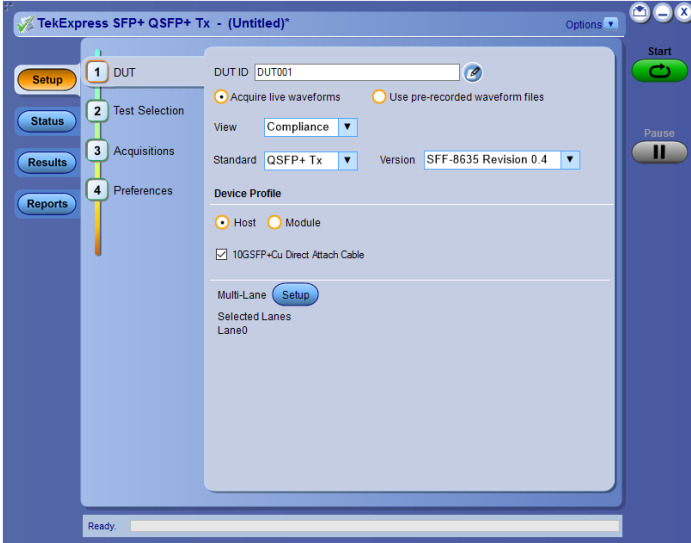 TekExpress SFP+ QSFP+ Tx - (Untitled)*
Options
Start
Setup
Status
Results
Reports
1 DUT
2 Test Selection
3 Acquisitions
4 Preferences
DUT ID DUT001
Acquire live waveforms Use pre-recorded waveform files
View Compliance
Standard QSFP+ Tx Version SFF-8635 Revision 0.4
Device Profile
Host Module
10GSFP+Cu Direct Attach Cable
Multi-Lane Setup
Selected Lanes
Lane0
Pause
Ready.